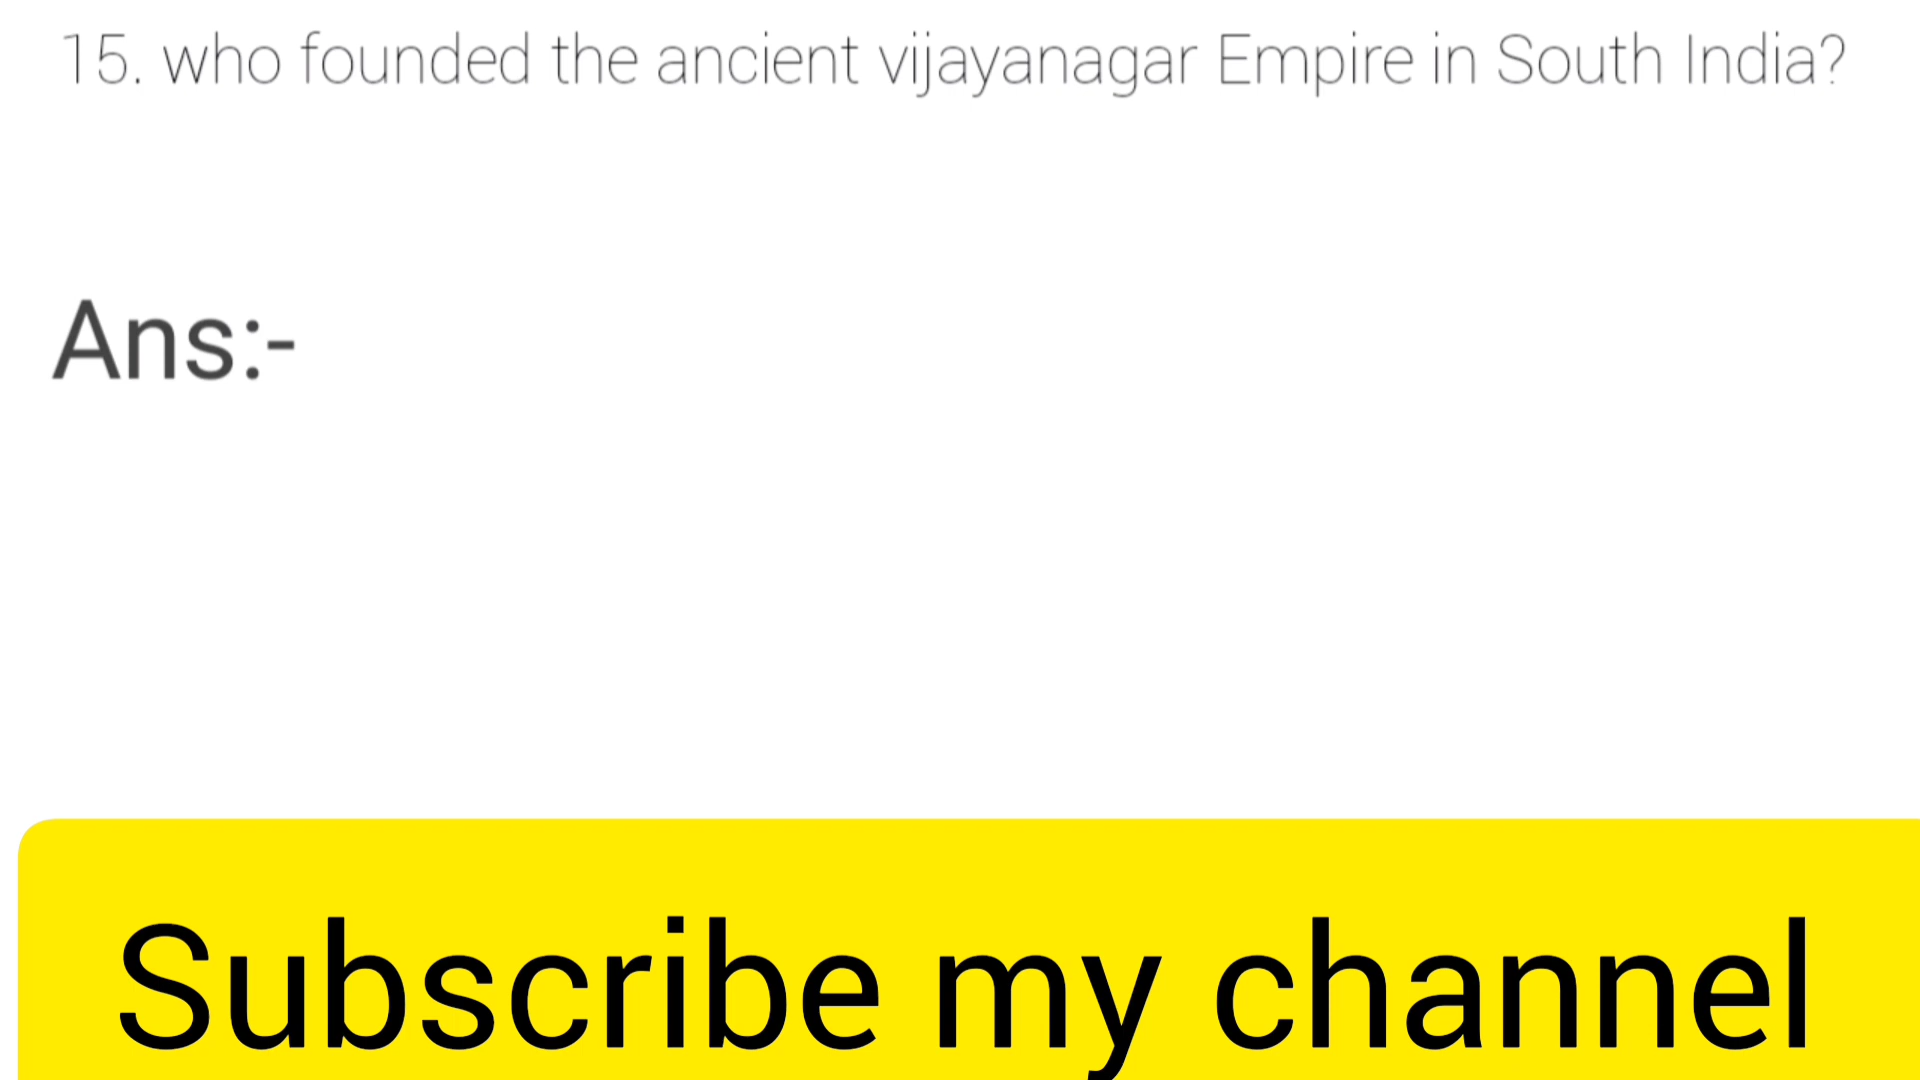 15. who founded the ancient vijayanagar Empire in South India?
Ans:-
Subscribe my channel